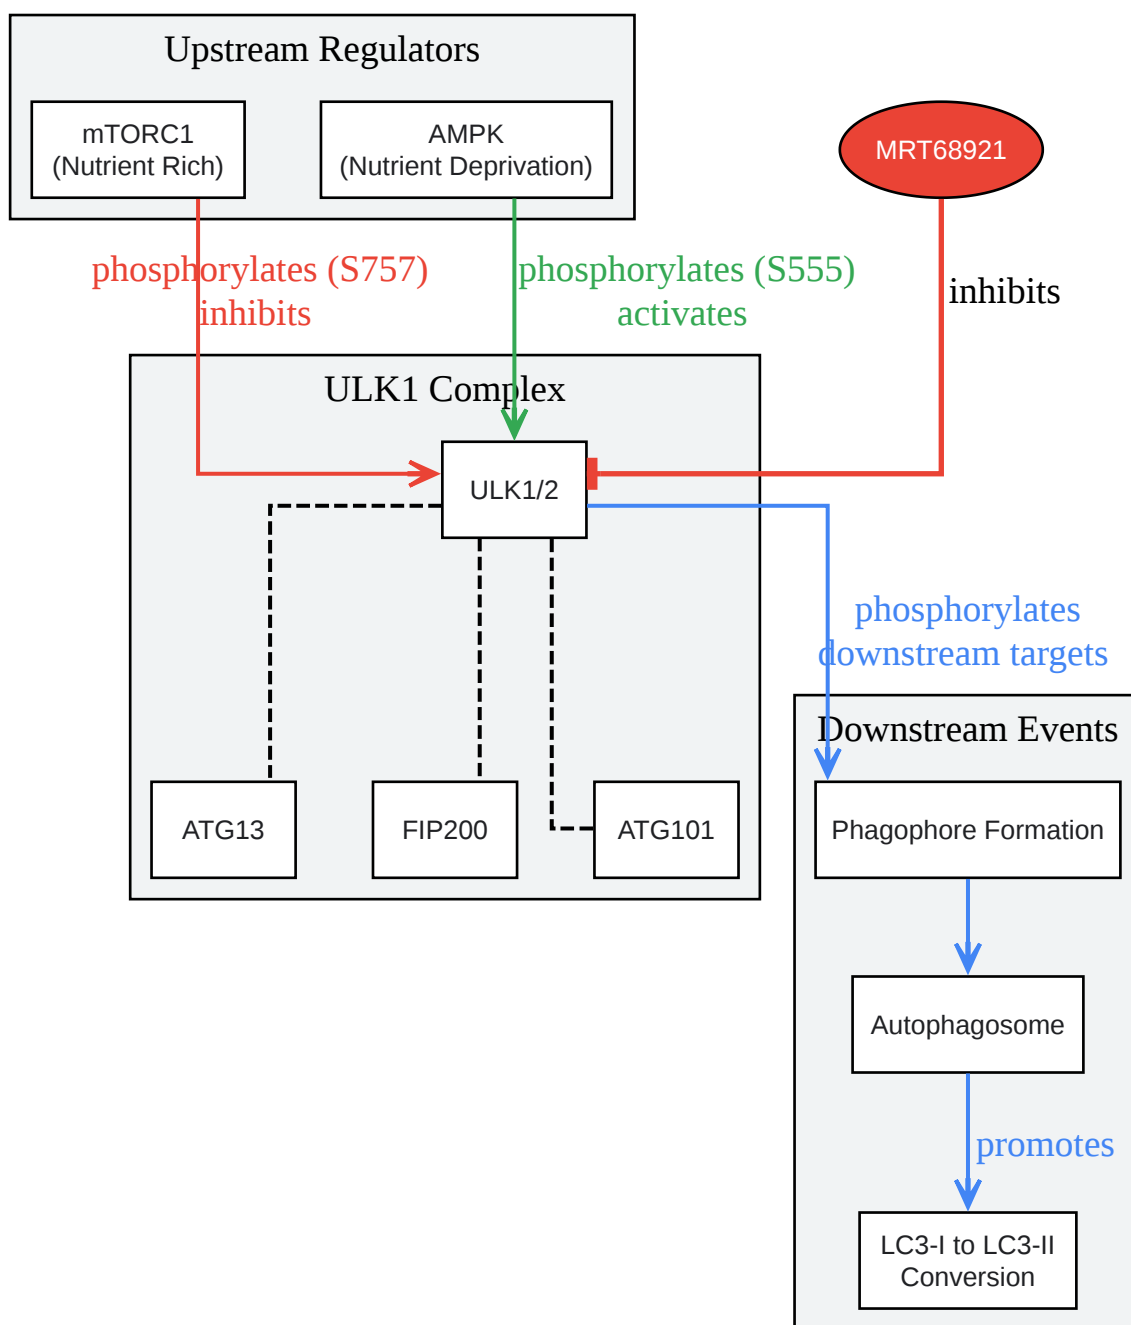 Upstream Regulators
mTORC1
(Nutrient Rich)
AMPK
(Nutrient Deprivation)
MRT68921
phosphorylates (S757)
inhibits
phosphorylates (S555)
activates
inhibits
ULK1 Complex
ULK1/2
phosphorylates
downstream targets
ATG13
FIP200
ATG101
Downstream Events
Phagophore Formation
Autophagosome
promotes
LC3-I to LC3-II
Conversion